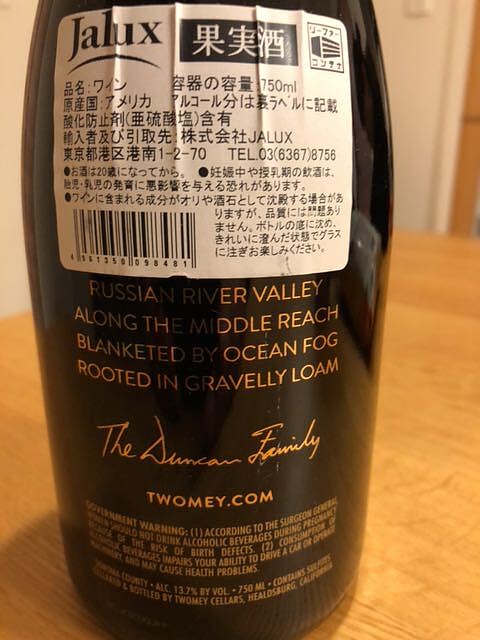 Jalux
果実酒
リーファー
コンテナ
品名:ワイン 容器の容量:750ml
原産国:アメリカ アルコール分は裏ラベルに記載
酸化防止剤(亜硫酸塩)含有
輸入者及び引取先:株式会社JALUX
東京都港区港南1-2-70 TEL.03(6367)8756
●お酒は20歳になってから。 ●妊娠中や授乳期の飲酒は、
胎児・乳児の発育に悪影響を与える恐れがあります。
●ワインに含まれる成分がオリや酒石として沈殿する場合があ
りますが、品質には問題あり
ません。ボトルの底に沈め、
きれいに澄んだ状態でグラス
に注ぎお楽しみください。
4 561350 098481
RUSSIAN RIVER VALLEY
ALONG THE MIDDLE REACH
BLANKETED BY OCEAN FOG
ROOTED IN GRAVELLY LOAM
The Duncan Family
TWOMEY.COM
GOVERNMENT WARNING: (1) ACCORDING TO THE SURGEON GENERAL,
WOMEN SHOULD NOT DRINK ALCOHOLIC BEVERAGES DURING PREGNANCY
BECAUSE OF THE RISK OF BIRTH DEFECTS. (2) CONSUMPTION OF
ALCOHOLIC BEVERAGES IMPAIRS YOUR ABILITY TO DRIVE A CAR OR OPERATE
MACHINERY, AND MAY CAUSE HEALTH PROBLEMS.
SONOMA COUNTY • ALC. 13.7% BY VOL. • 750 ML • CONTAINS SULFITES
CELLARED & BOTTLED BY TWOMEY CELLARS, HEALDSBURG, CALIFORNIA